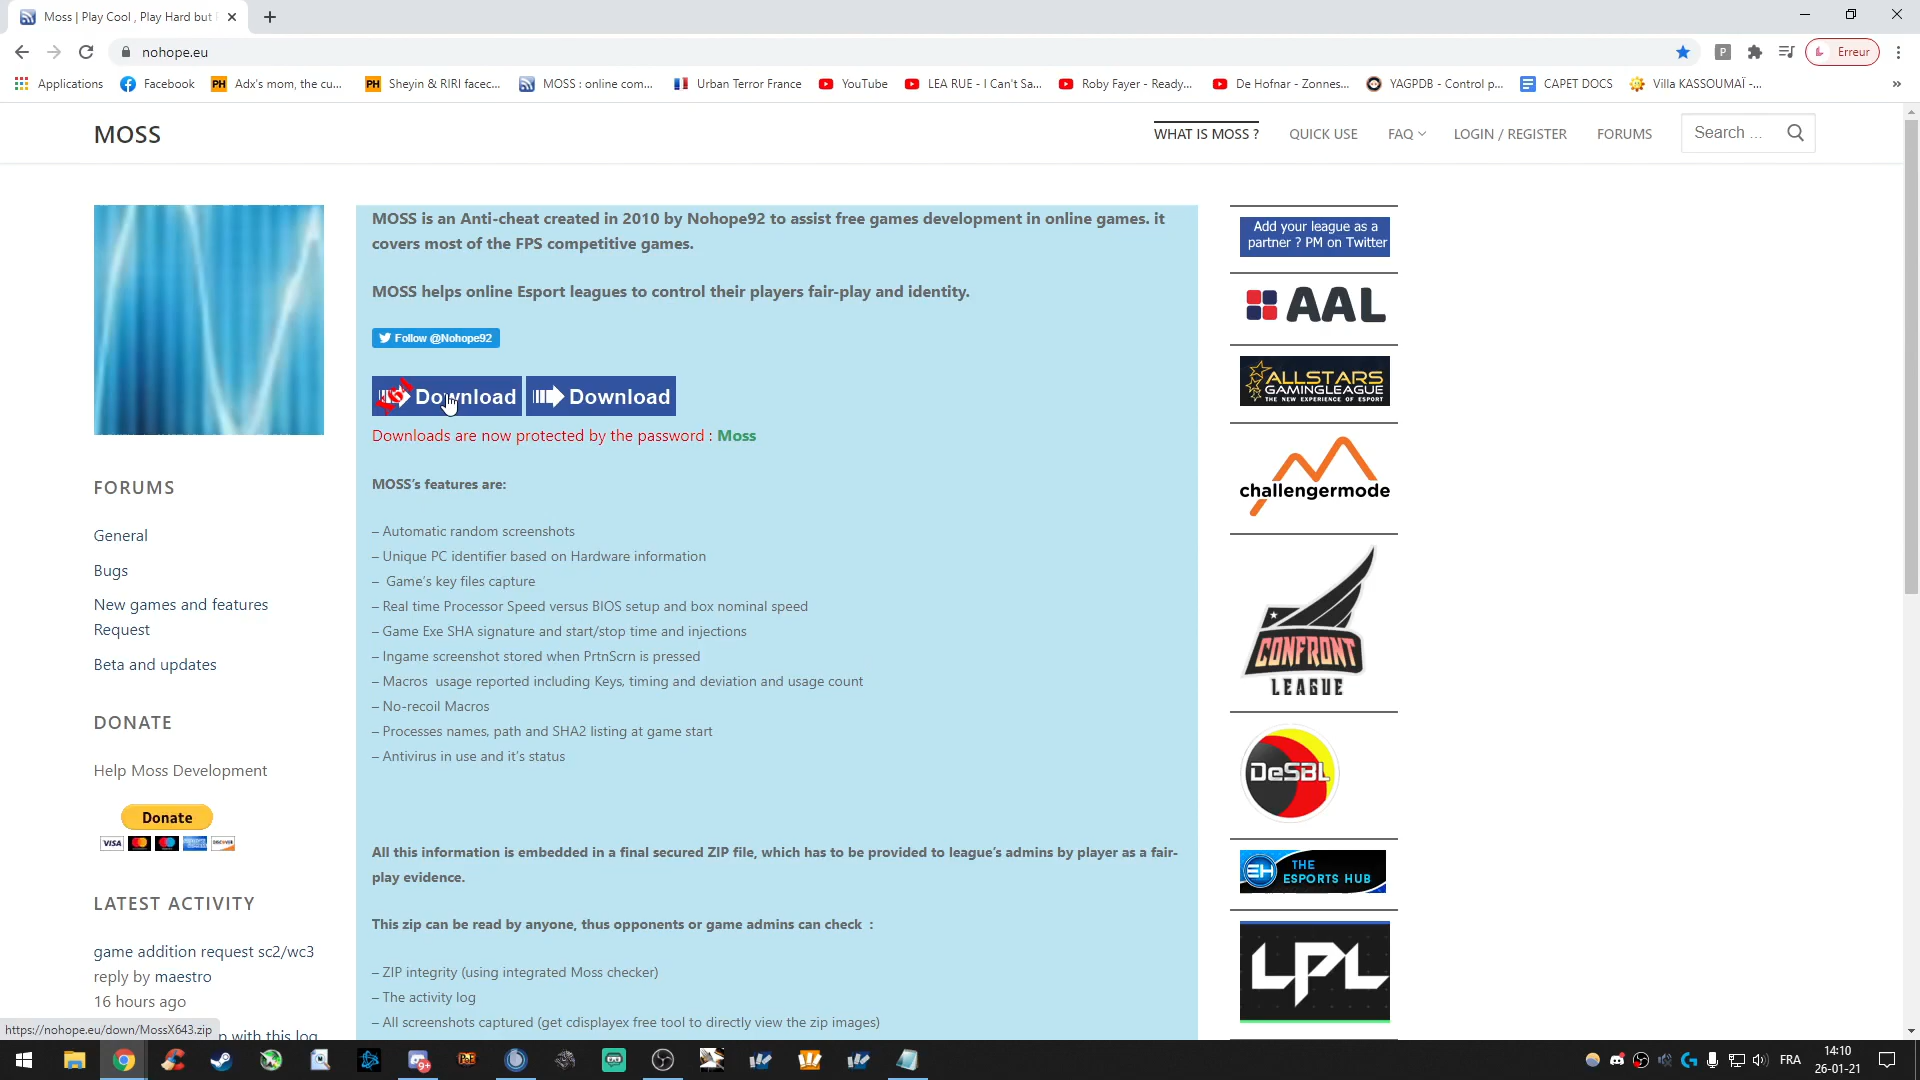 Moss | Play Cool , Play Hard but
nohope.eu
Erreur
Applications
Facebook
PH Adx's mom, the cu...
PH Sheyin & RIRI facec...
MOSS : online com...
Urban Terror France
YouTube
LEA RUE - I Can't Sa...
Roby Fayer - Ready...
De Hofnar - Zonnes...
YAGPDB - Control p...
CAPET DOCS
Villa KASSOUMAÏ -...
»
MOSS
WHAT IS MOSS ?
QUICK USE
FAQ
LOGIN / REGISTER
FORUMS
Search ...
MOSS is an Anti-cheat created in 2010 by Nohope92 to assist free games development in online games. it
covers most of the FPS competitive games.
MOSS helps online Esport leagues to control their players fair-play and identity.
Follow @Nohope92
X64 Download
Download
Downloads are now protected by the password : Moss
MOSS's features are:
– Automatic random screenshots
– Unique PC identifier based on Hardware information
– Game's key files capture
– Real time Processor Speed versus BIOS setup and box nominal speed
– Game Exe SHA signature and start/stop time and injections
– Ingame screenshot stored when PrtnScrn is pressed
– Macros usage reported including Keys, timing and deviation and usage count
– No-recoil Macros
– Processes names, path and SHA2 listing at game start
– Antivirus in use and it's status
All this information is embedded in a final secured ZIP file, which has to be provided to league's admins by player as a fair-
play evidence.
This zip can be read by anyone, thus opponents or game admins can check :
– ZIP integrity (using integrated Moss checker)
– The activity log
– All screenshots captured (get cdisplayex free tool to directly view the zip images)
FORUMS
General
Bugs
New games and features
Request
Beta and updates
DONATE
Help Moss Development
Donate
VISA
DISCOVER
LATEST ACTIVITY
game addition request sc2/wc3
reply by maestro
16 hours ago
n with this log
https://nohope.eu/down/MossX643.zip
Add your league as a
partner ? PM on Twitter
AAL
ALLSTARS
GAMINGLEAGUE
THE NEW EXPERIENCE OF ESPORT
challengermode
CONFRONT
LEAGUE
DeSBL
EH THE
ESPORTS HUB
LPL
9+
FRA
14:10
26-01-21